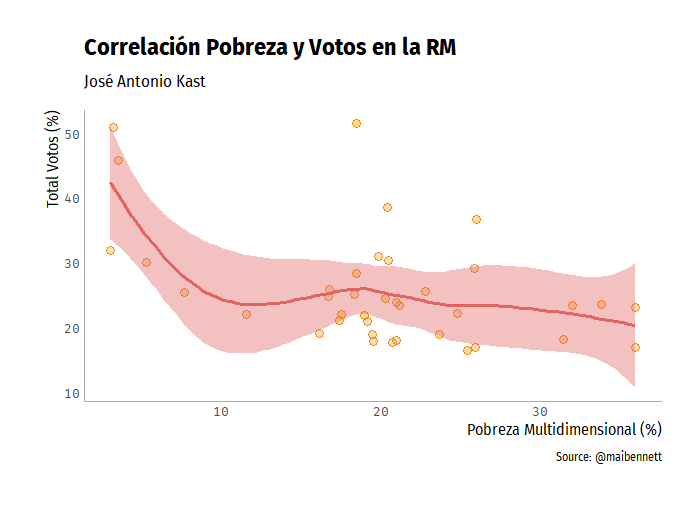 Correlación Pobreza y Votos en la RM
José Antonio Kast
Total Votos (%)
50
40
30
20
10
10 20 30
Pobreza Multidimensional (%)
Source: @maibennett